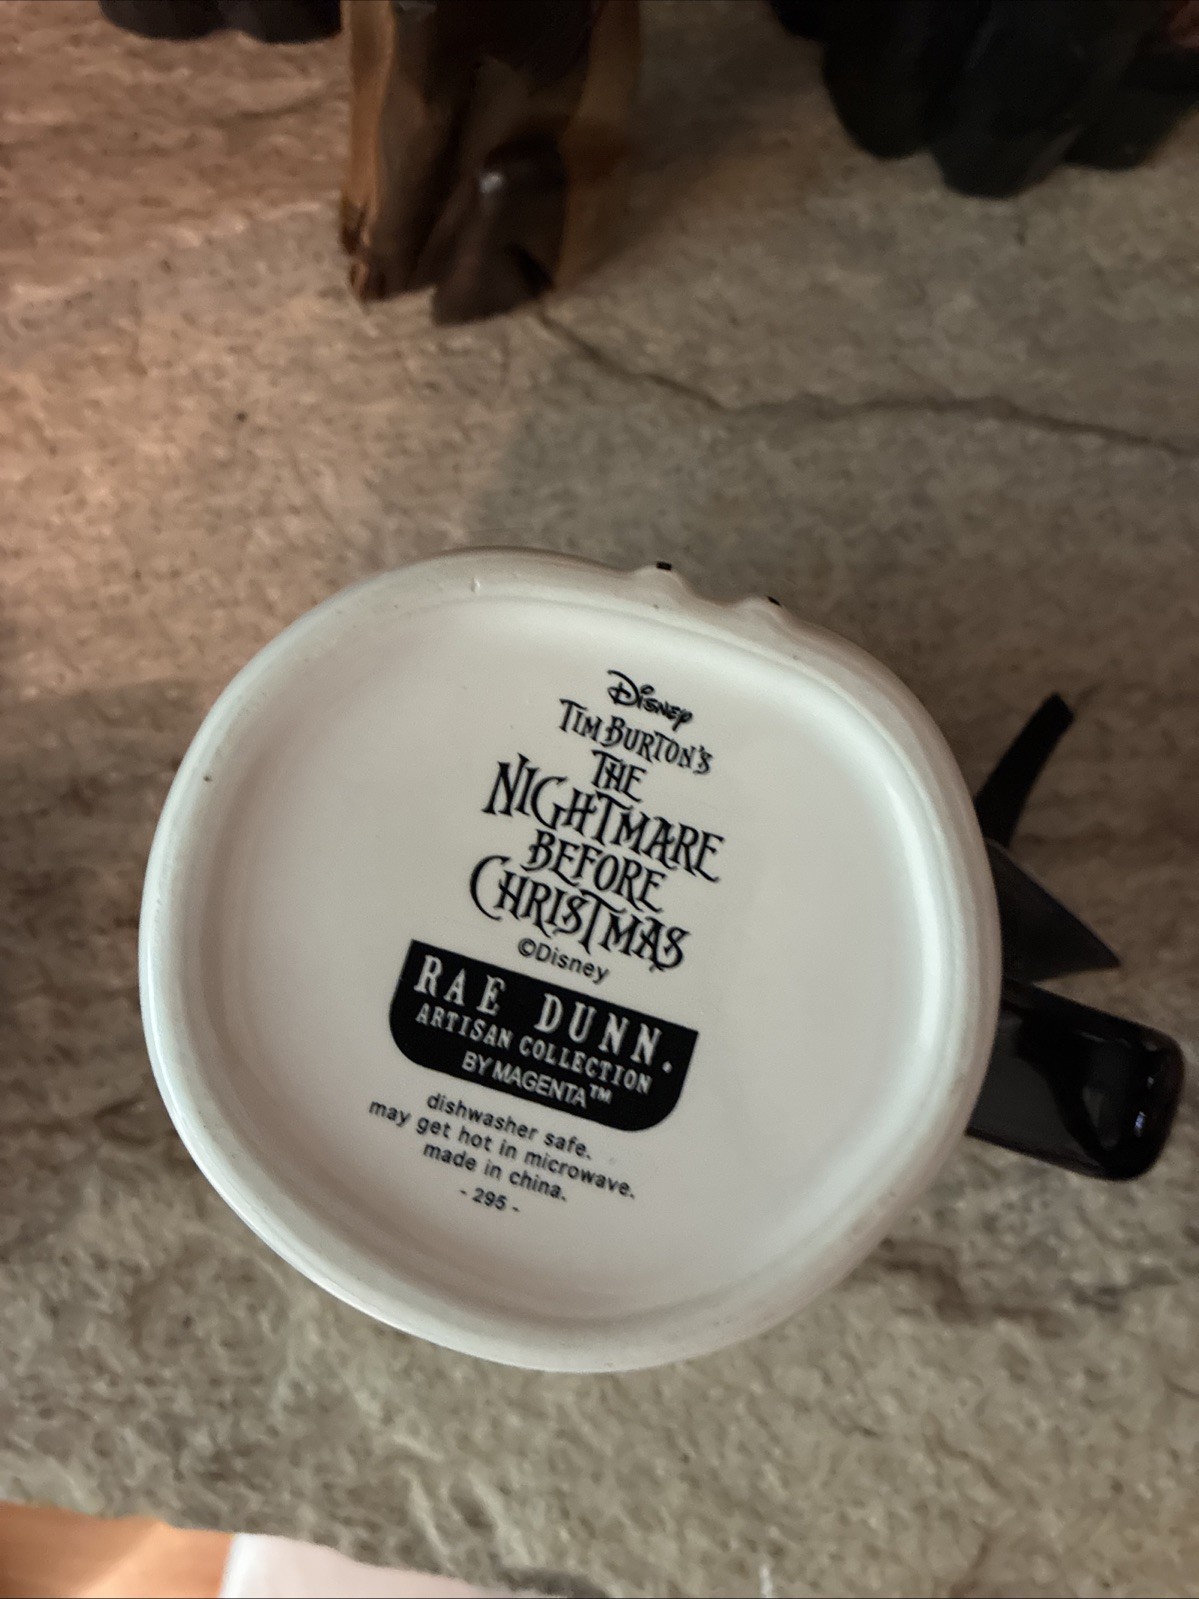 Disney
TIM BURTON'S
THE
NIGHTMARE
BEFORE
CHRISTMAS
©Disney
RAE DUNN.
ARTISAN COLLECTION
BY MAGENTA™
dishwasher safe.
may get hot in microwave.
made in china.
- 295 -